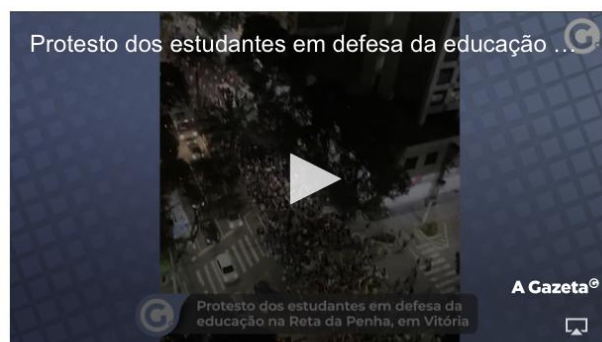 Protesto dos estudantes em defesa da educação ...
G
A Gazeta G
G
Protesto dos estudantes em defesa da
educação na Reta da Penha, em Vitória